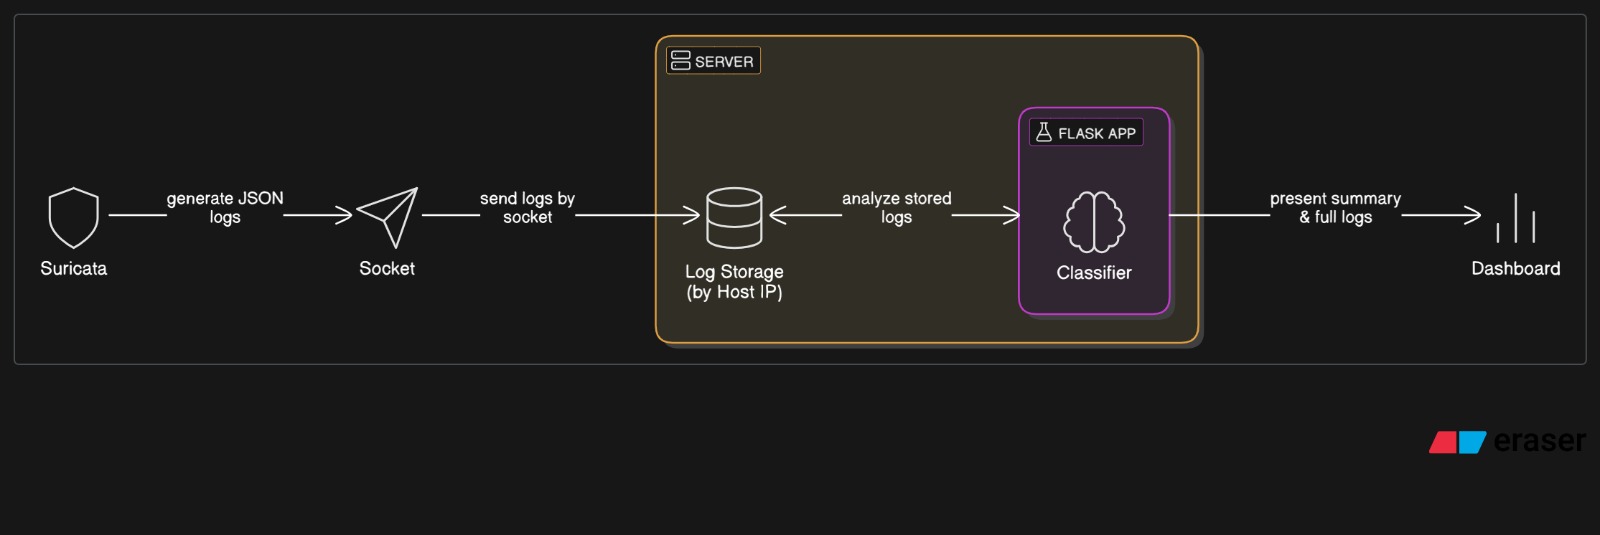 SERVER
FLASK APP
generate JSON
logs
send logs by
socket
analyze stored
logs
present summary
& full logs
Suricata
Socket
Log Storage
(by Host IP)
Classifier
Dashboard
eraser